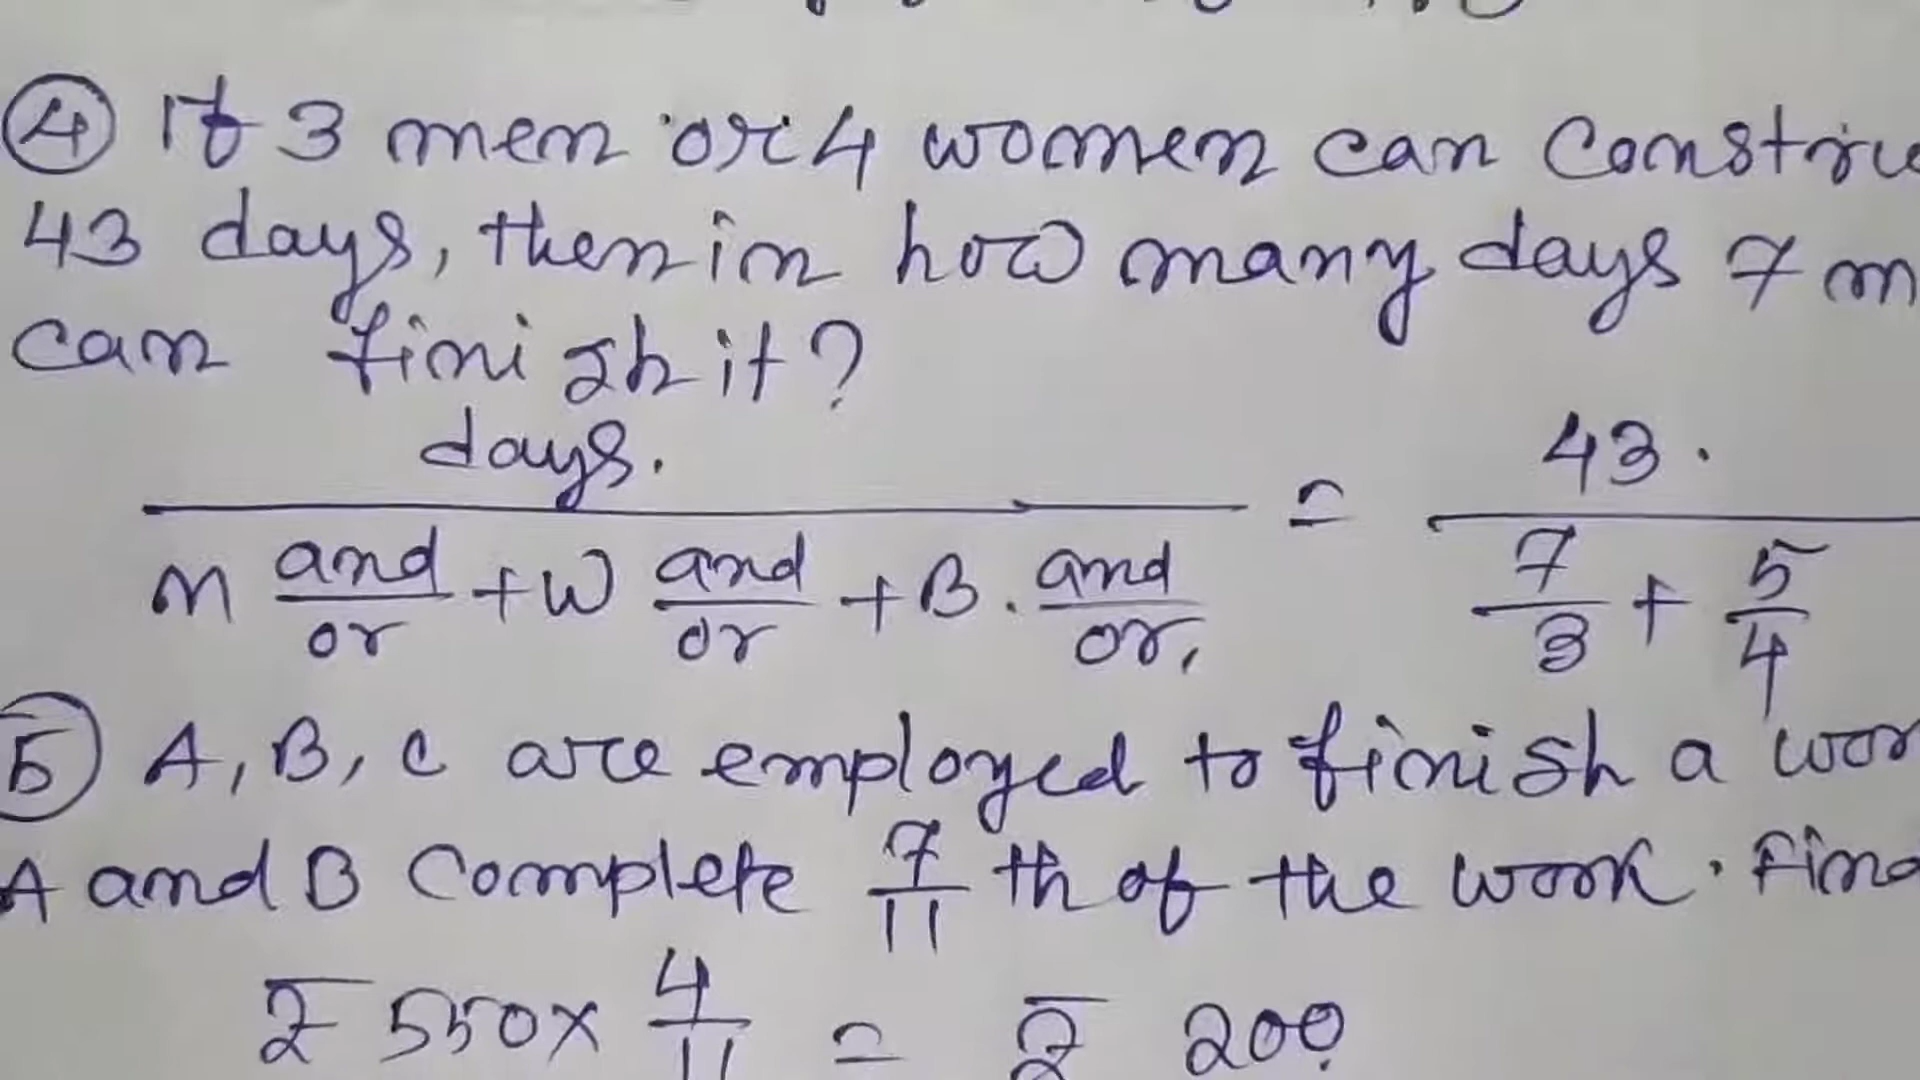 ④ If 3 men or 4 women can constru
43 days, then in how many days 7 m
can finish it?
days. / (M and/or + W and/or + B. and/or,) = 43. / (7/3 + 5/4)
⑤ A, B, C are employed to finish a wor
A and B complete 7/11 th of the work. Find
₹ 550 × 4/11 = ₹ 200